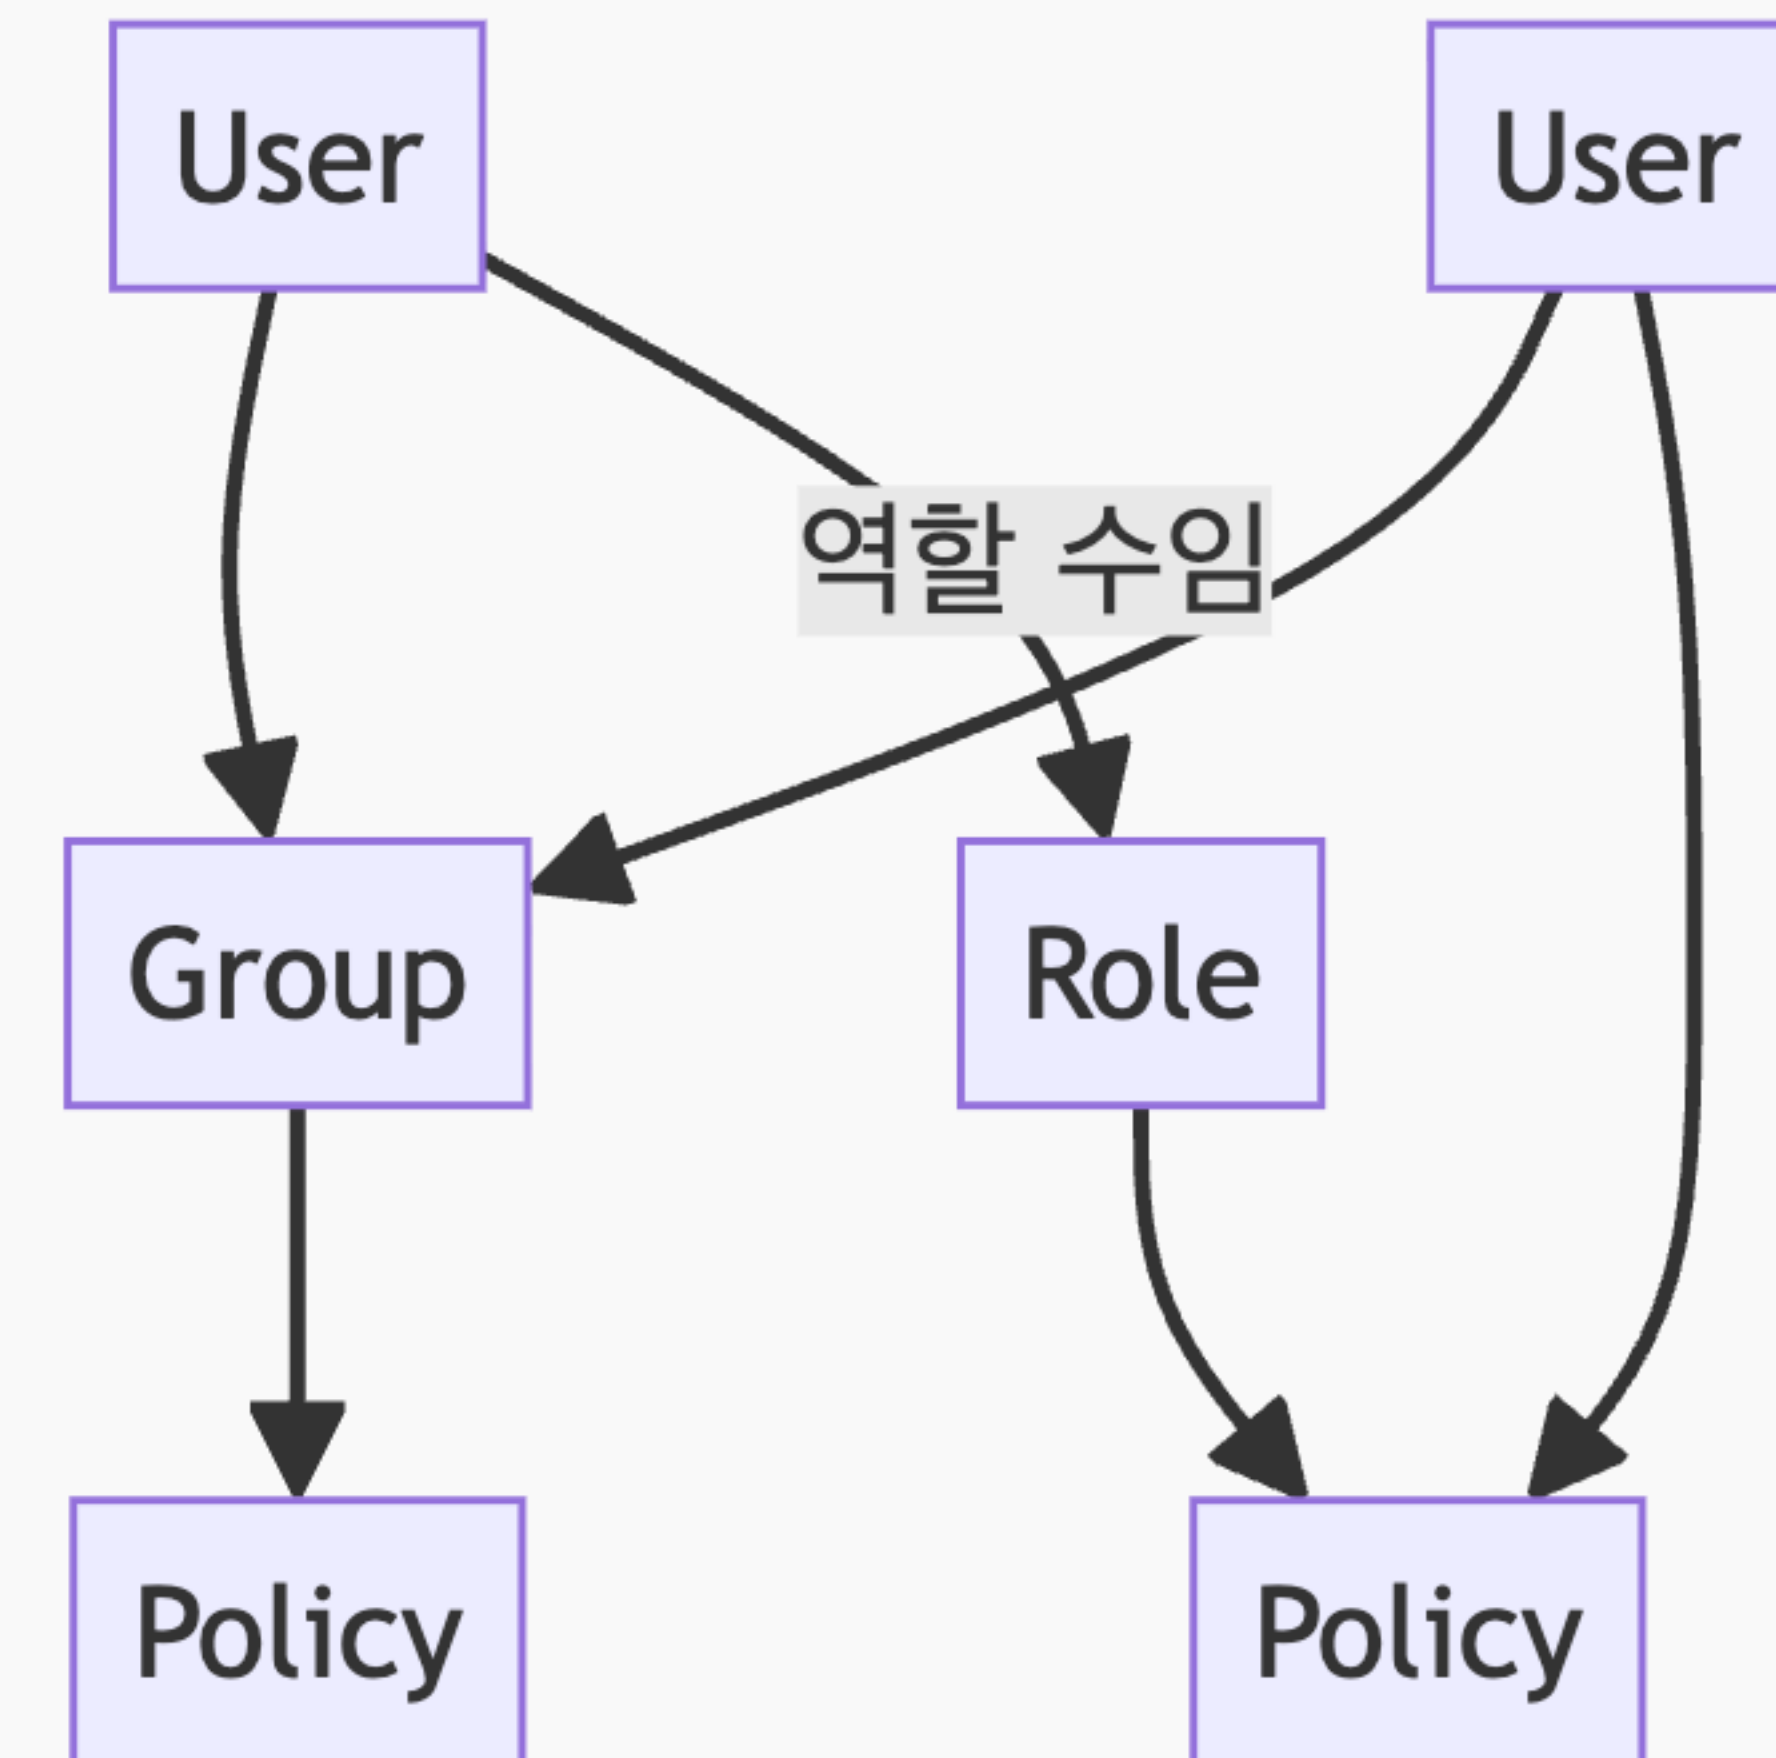 User
User
역할 수임
Group
Role
Policy
Policy